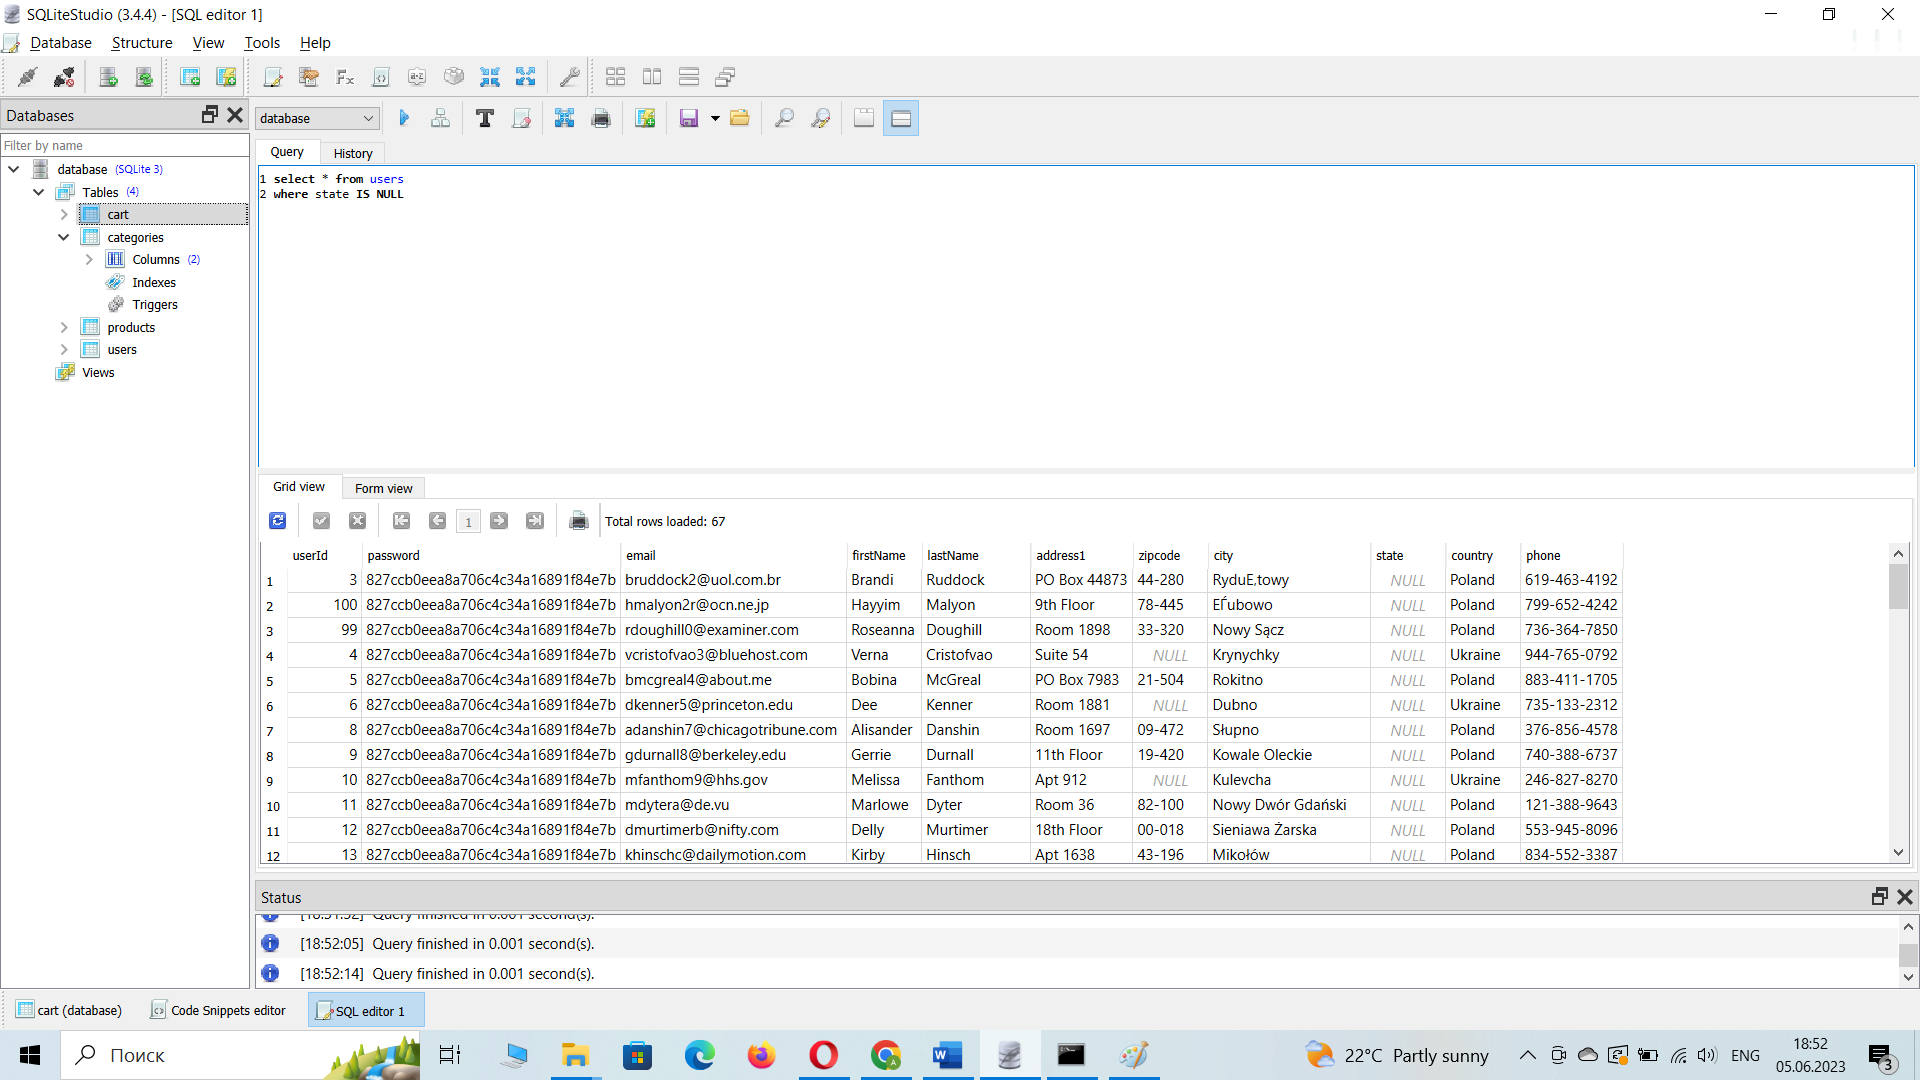 SQLiteStudio (3.4.4) - [SQL editor 1]
Database Structure View Tools Help
Databases
database
Filter by name
Query History
database (SQLite 3)
Tables (4)
cart
categories
Columns (2)
Indexes
Triggers
products
users
Views
1 select * from users
2 where state IS NULL
Grid view Form view
1 Total rows loaded: 67
userId password email firstName lastName address1 zipcode city state country phone
1 3 827ccb0eea8a706c4c34a16891f84e7b bruddock2@uol.com.br Brandi Ruddock PO Box 44873 44-280 RyduE‚towy NULL Poland 619-463-4192
2 100 827ccb0eea8a706c4c34a16891f84e7b hmalyon2r@ocn.ne.jp Hayyim Malyon 9th Floor 78-445 EЃubowo NULL Poland 799-652-4242
3 99 827ccb0eea8a706c4c34a16891f84e7b rdoughill0@examiner.com Roseanna Doughill Room 1898 33-320 Nowy Sącz NULL Poland 736-364-7850
4 4 827ccb0eea8a706c4c34a16891f84e7b vcristofvao3@bluehost.com Verna Cristofvao Suite 54 NULL Krynychky NULL Ukraine 944-765-0792
5 5 827ccb0eea8a706c4c34a16891f84e7b bmcgreal4@about.me Bobina McGreal PO Box 7983 21-504 Rokitno NULL Poland 883-411-1705
6 6 827ccb0eea8a706c4c34a16891f84e7b dkenner5@princeton.edu Dee Kenner Room 1881 NULL Dubno NULL Ukraine 735-133-2312
7 8 827ccb0eea8a706c4c34a16891f84e7b adanshin7@chicagotribune.com Alisander Danshin Room 1697 09-472 Słupno NULL Poland 376-856-4578
8 9 827ccb0eea8a706c4c34a16891f84e7b gdurnall8@berkeley.edu Gerrie Durnall 11th Floor 19-420 Kowale Oleckie NULL Poland 740-388-6737
9 10 827ccb0eea8a706c4c34a16891f84e7b mfanthom9@hhs.gov Melissa Fanthom Apt 912 NULL Kulevcha NULL Ukraine 246-827-8270
10 11 827ccb0eea8a706c4c34a16891f84e7b mdytera@de.vu Marlowe Dyter Room 36 82-100 Nowy Dwór Gdański NULL Poland 121-388-9643
11 12 827ccb0eea8a706c4c34a16891f84e7b dmurtimerb@nifty.com Delly Murtimer 18th Floor 00-018 Sieniawa Żarska NULL Poland 553-945-8096
12 13 827ccb0eea8a706c4c34a16891f84e7b khinschc@dailymotion.com Kirby Hinsch Apt 1638 43-196 Mikołów NULL Poland 834-552-3387
Status
[18:51:52] Query finished in 0.001 second(s).
[18:52:05] Query finished in 0.001 second(s).
[18:52:14] Query finished in 0.001 second(s).
cart (database) Code Snippets editor SQL editor 1
Поиск
22°C Partly sunny
ENG
18:52
05.06.2023
3